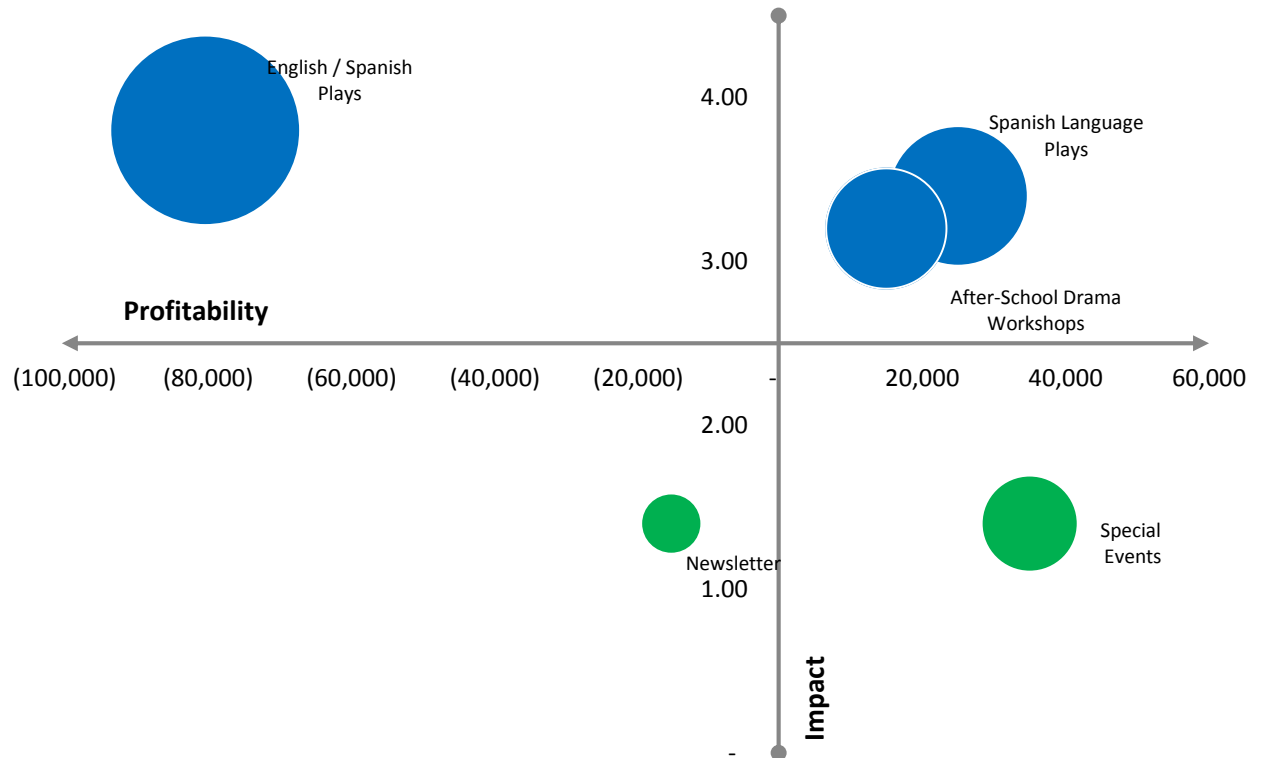 English / Spanish
Plays
4.00
Spanish Language
Plays
3.00
After-School Drama
Workshops
Profitability
(100,000) (80,000) (60,000) (40,000) (20,000) - 20,000 40,000 60,000
2.00
Special
Events
Newsletter
1.00
Impact
-